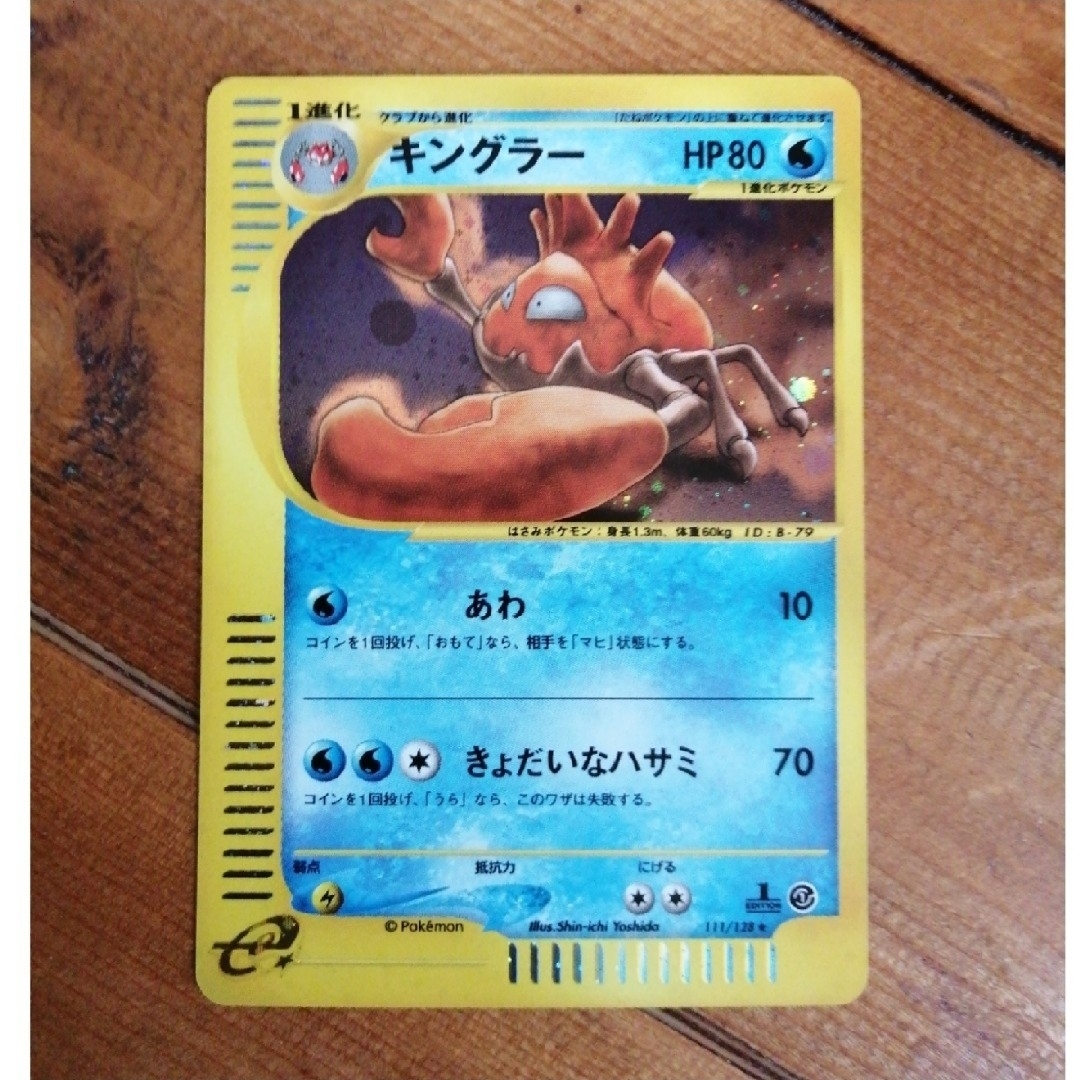 1進化
クラブから進化
「たねポケモン」の上に重ねて進化させます。
キングラー HP80
1進化ポケモン
はさみポケモン：身長1.3m、体重60kg ID：8-79
あわ 10
コインを1回投げ、「おもて」なら、相手を「マヒ」状態にする。
きょだいなハサミ 70
コインを1回投げ、「うら」なら、このワザは失敗する。
弱点 抵抗力 にげる
1 EDITION
©Pokémon Illus.Shin-ichi Yoshida 111/128★
e